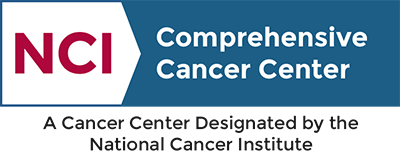 NCI
Comprehensive
Cancer Center
A Cancer Center Designated by the
National Cancer Institute